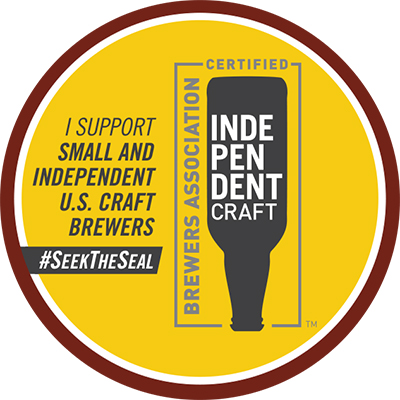 I SUPPORT
SMALL AND
INDEPENDENT
U.S. CRAFT
BREWERS
#SEEKTHESEAL
CERTIFIED
BREWERS ASSOCIATION
INDE
PEN
DENT
CRAFT
TM